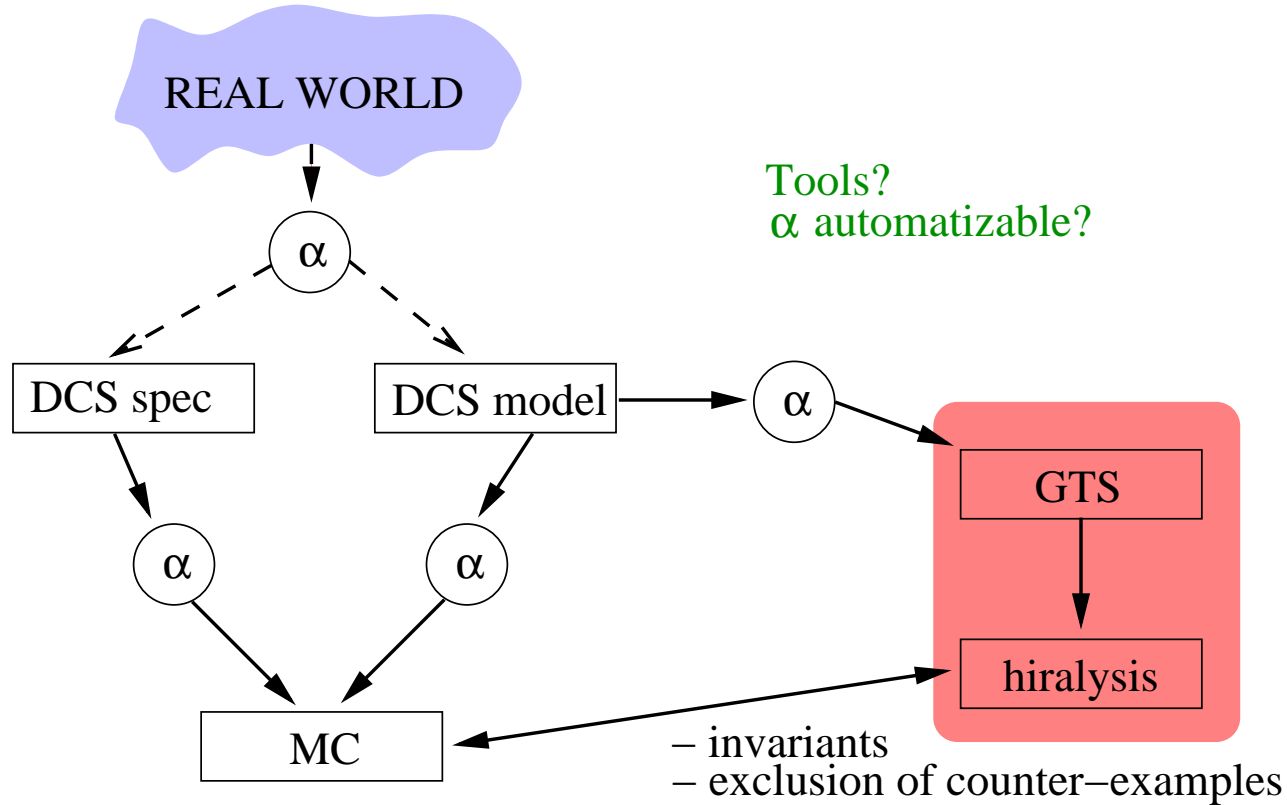 REAL WORLD
Tools?
α automatizable?
α
DCS spec
DCS model
α
GTS
α
α
hiralysis
MC
– invariants
– exclusion of counter–examples